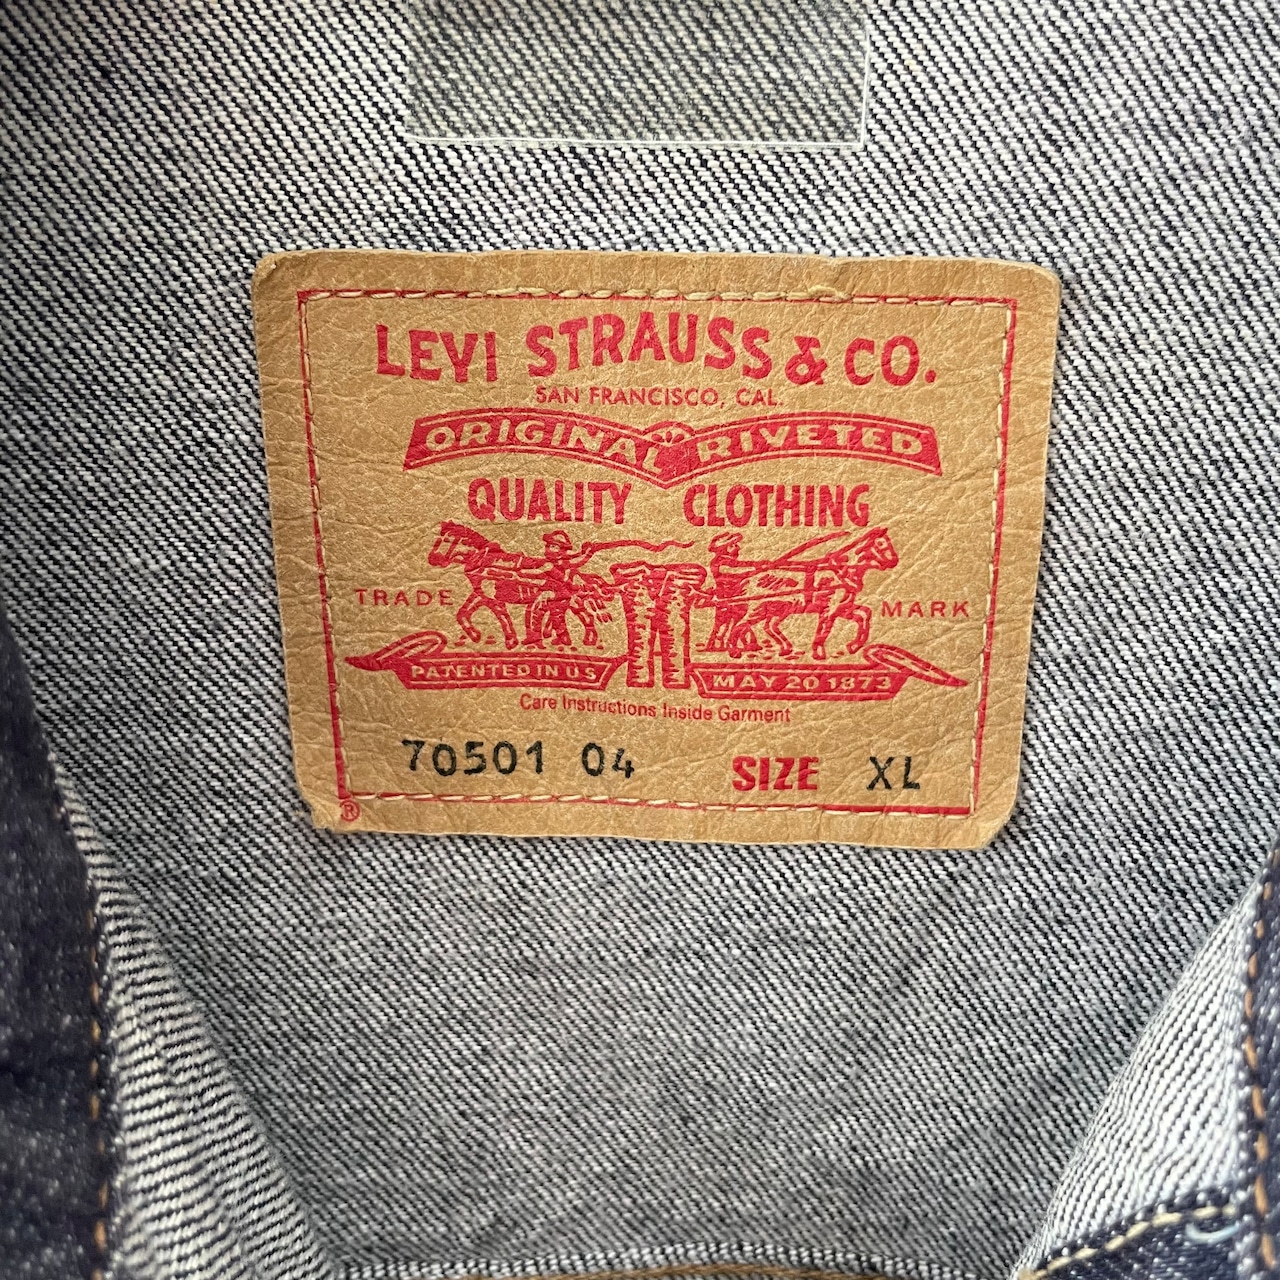 LEVI STRAUSS & CO.
SAN FRANCISCO, CAL.
ORIGINAL RIVETED
QUALITY CLOTHING
TRADE MARK
PATENTED IN U S MAY 20 1873
Care Instructions Inside Garment
70501 04 SIZE XL
®